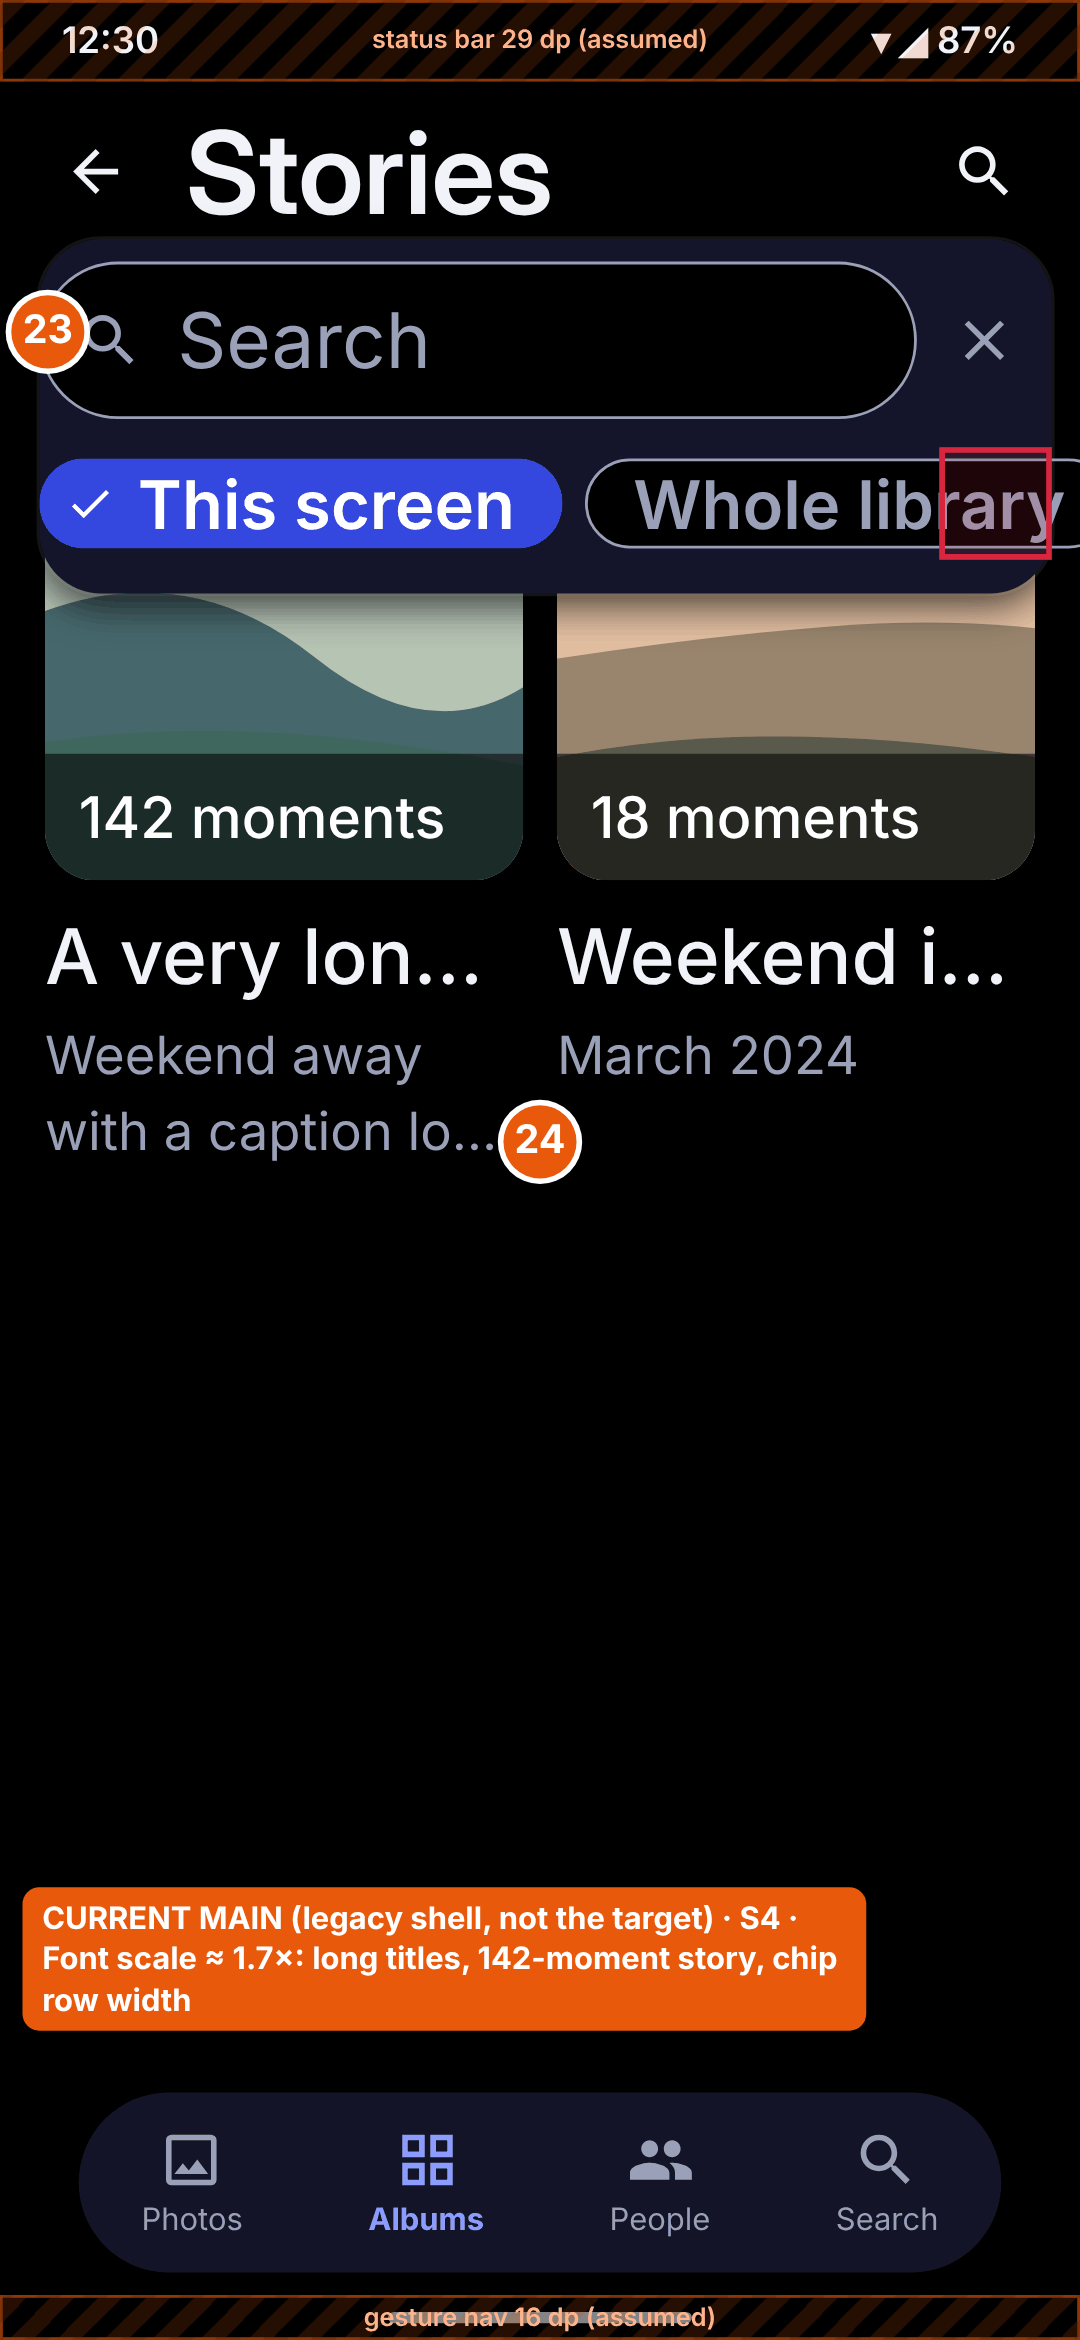 12:30
status bar 29 dp (assumed)
87%
Stories
23
Search
This screen
Whole library
142 moments
18 moments
A very lon...
Weekend i...
Weekend away
with a caption lo...
March 2024
24
CURRENT MAIN (legacy shell, not the target) · S4 ·
Font scale ≈ 1.7×: long titles, 142-moment story, chip
row width
Photos
Albums
People
Search
gesture nav 16 dp (assumed)